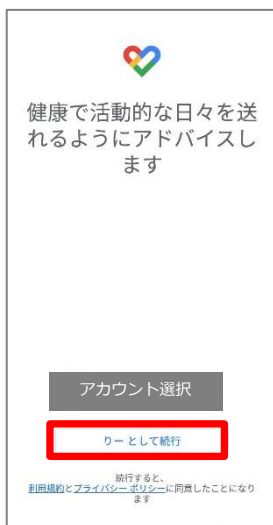 健康で活動的な日々を送
れるようにアドバイスし
ます
アカウント選択
りー として続行
続行すると、
利用規約とプライバシー ポリシーに同意したことになり
ます